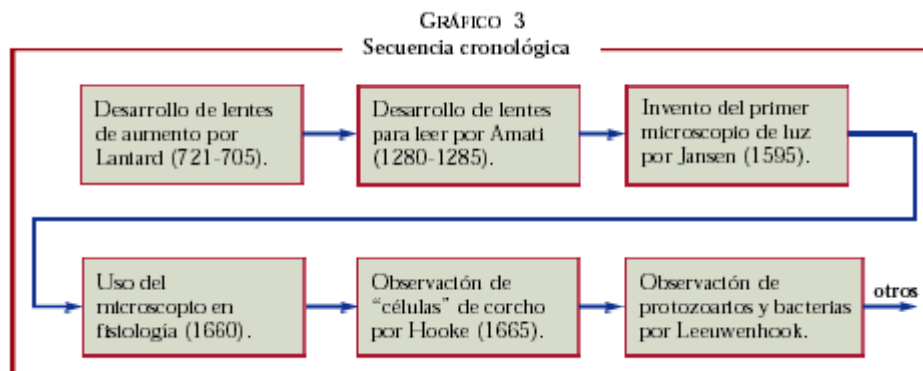 GRÁFICO 3
Secuencia cronológica
Desarrollo de lentes
de aumento por
Laniard (721-705).
Desarrollo de lentes
para leer por Amati
(1280-1285).
Invento del primer
microscopio de luz
por Jansen (1595).
Uso del
microscopio en
fisiología (1660).
Observación de
“células” de corcho
por Hooke (1665).
Observación de
protozoarios y bacterias
por Leeuwenhook.
otros